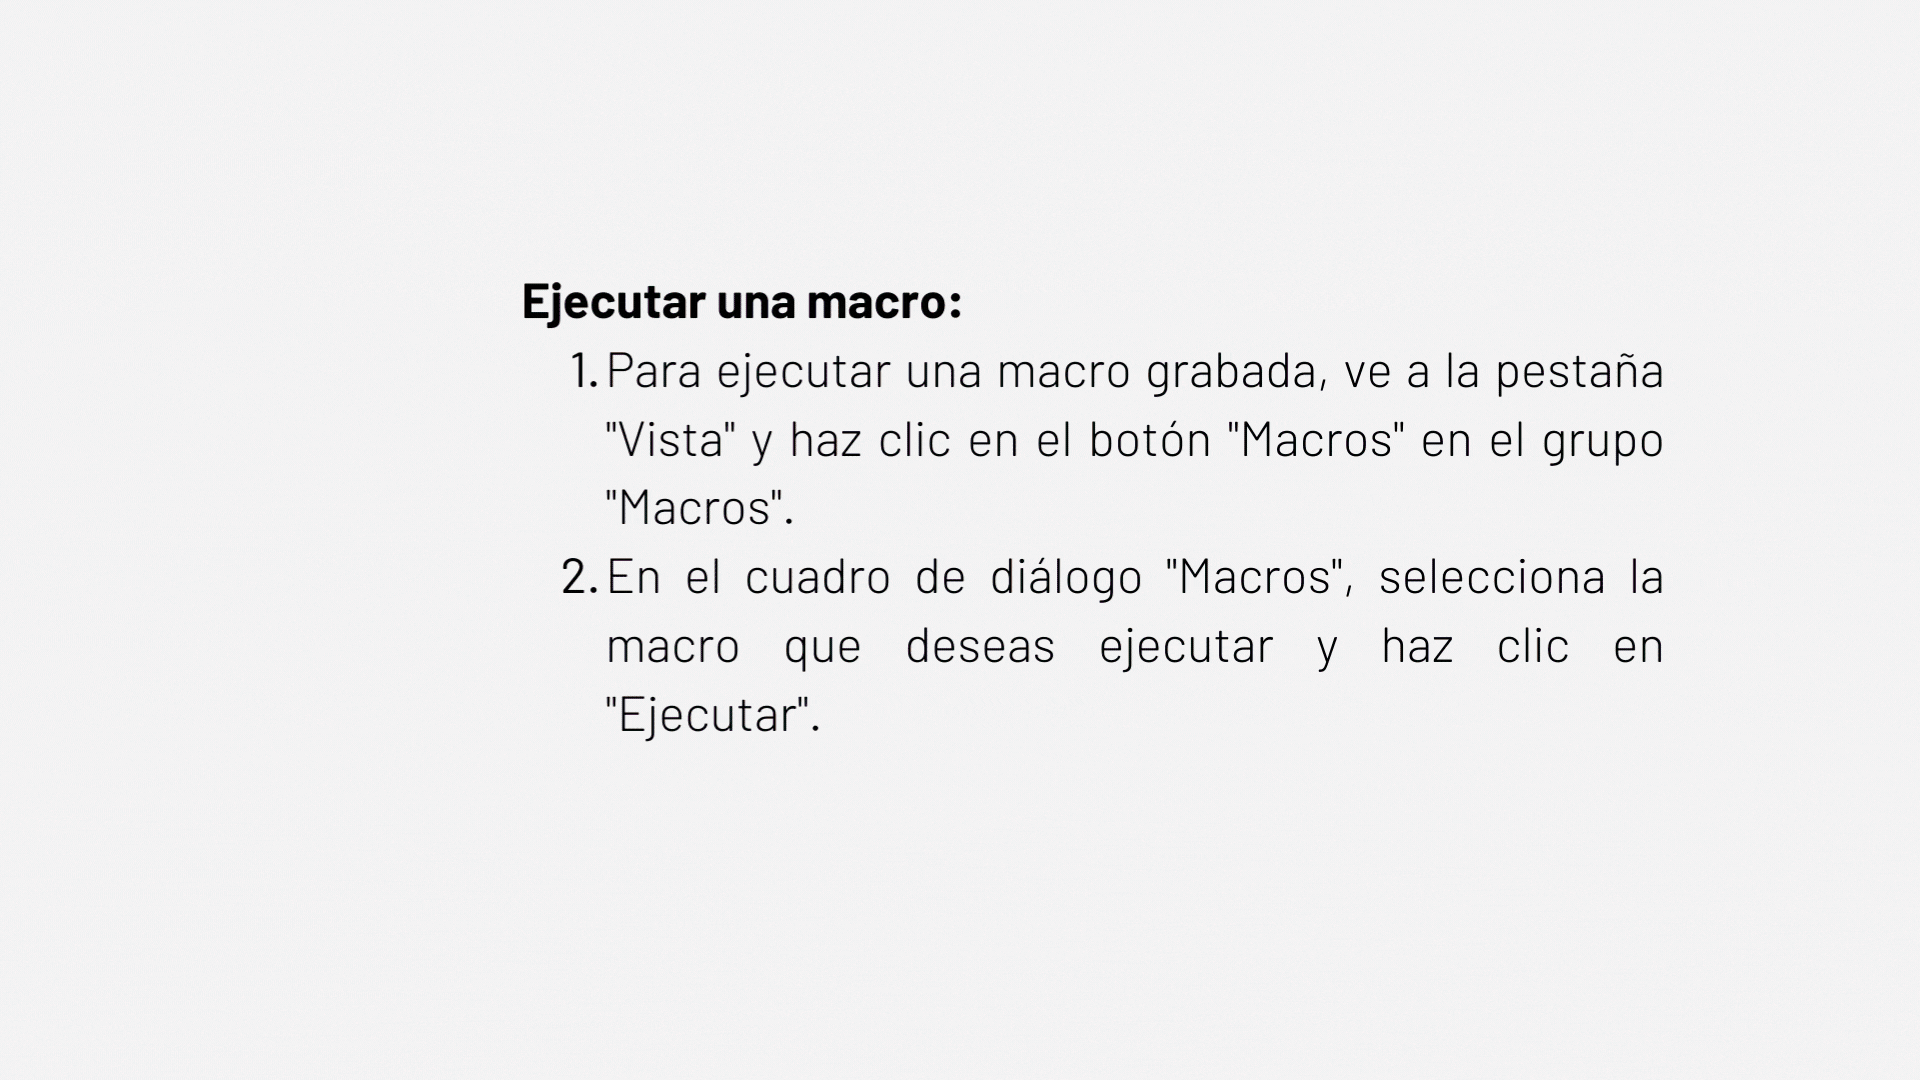 Ejecutar una macro:
1. Para ejecutar una macro grabada, ve a la pestaña
"Vista" y haz clic en el botón "Macros" en el grupo
"Macros".
2. En el cuadro de diálogo "Macros", selecciona la
macro que deseas ejecutar y haz clic en
"Ejecutar".